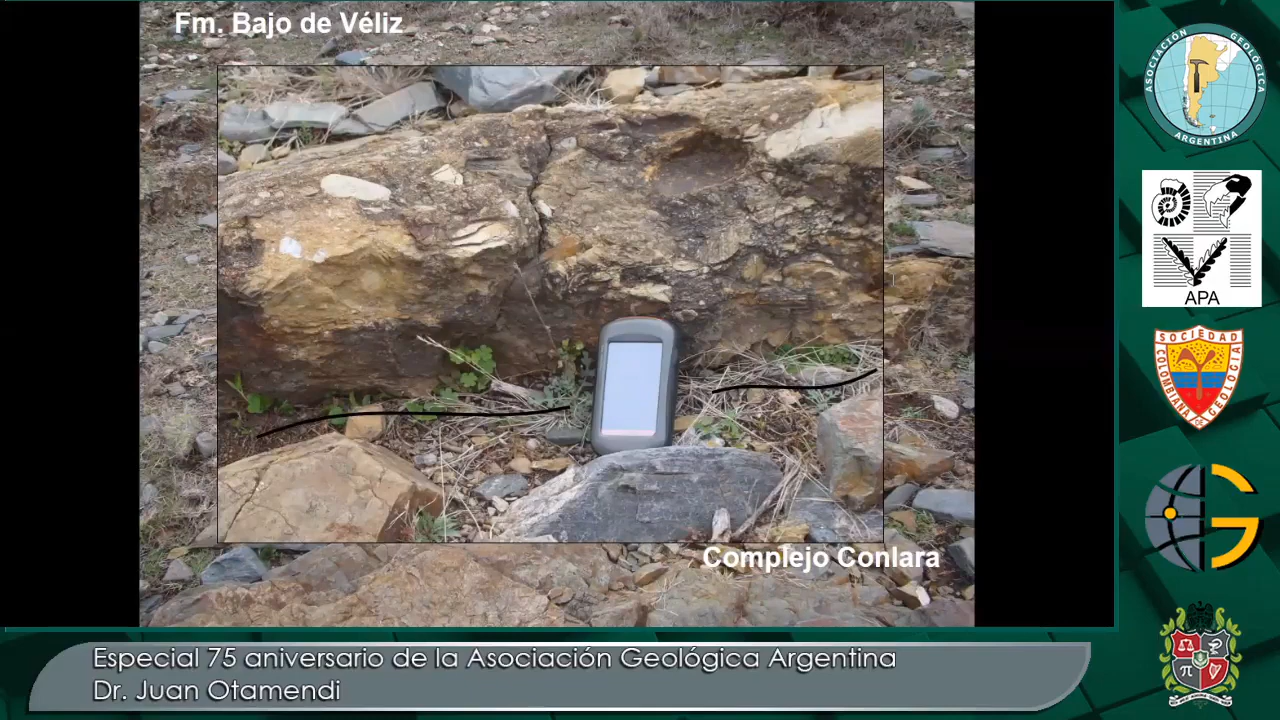 Fm. Bajo de Véliz
Complejo Conlara
Especial 75 aniversario de la Asociación Geológica Argentina
Dr. Juan Otamendi
ASOCIACIÓN GEOLÓGICA
ARGENTINA
APA
SOCIEDAD
COLOMBIANA DE GEOLOGIA